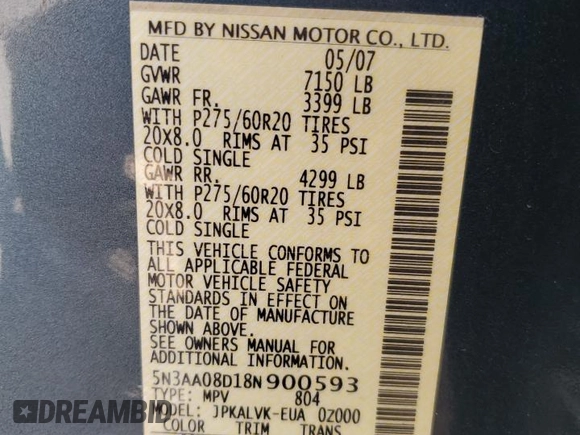 MFD BY NISSAN MOTOR CO., LTD.
DATE 05/07
GVWR 7150 LB
GAWR FR. 3399 LB
WITH P275/60R20 TIRES
20X8.0 RIMS AT 35 PSI
COLD SINGLE
GAWR RR. 4299 LB
WITH P275/60R20 TIRES
20X8.0 RIMS AT 35 PSI
COLD SINGLE
THIS VEHICLE CONFORMS TO
ALL APPLICABLE FEDERAL
MOTOR VEHICLE SAFETY
STANDARDS IN EFFECT ON
THE DATE OF MANUFACTURE
SHOWN ABOVE.
SEE OWNERS MANUAL FOR
ADDITIONAL INFORMATION.
5N3AA08D18N900593
TYPE: MPV 804
MODEL: JPKALVK-EUA 0Z000
COLOR TRIM TRANS
DREAMBID